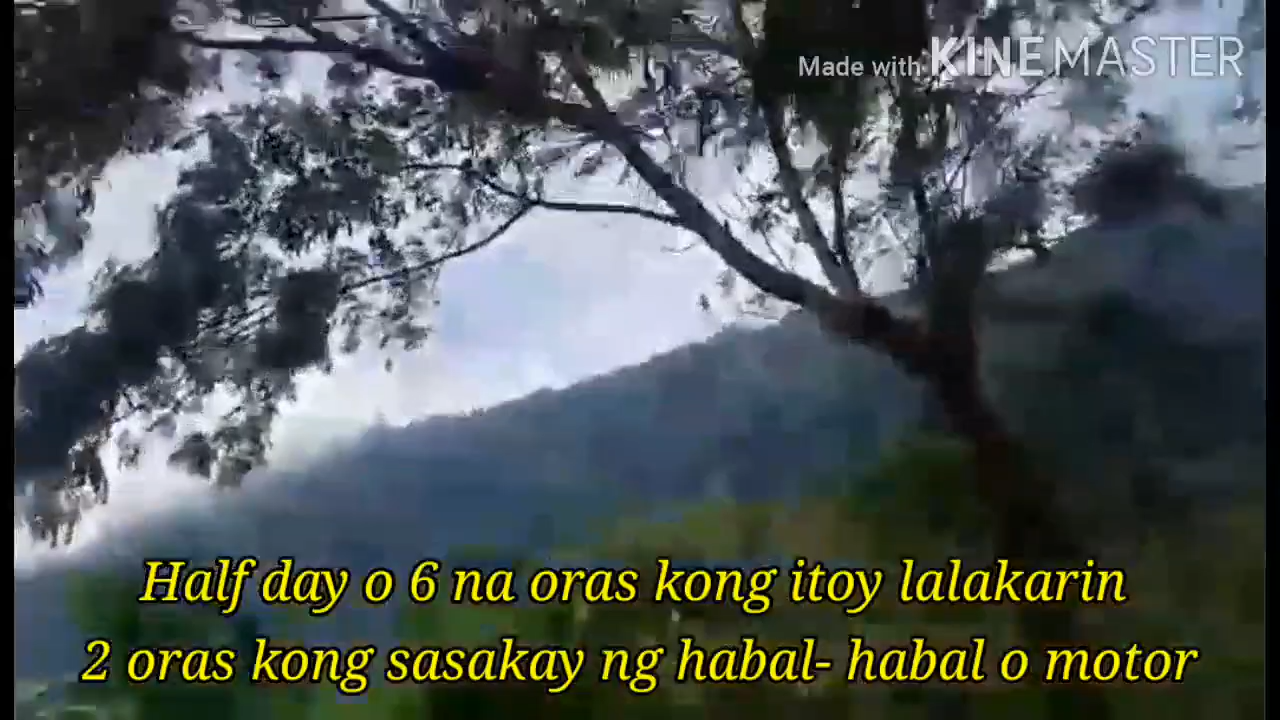 Made with KINEMASTER
Half day o 6 na oras kong itoy lalakarin
2 oras kong sasakay ng habal- habal o motor